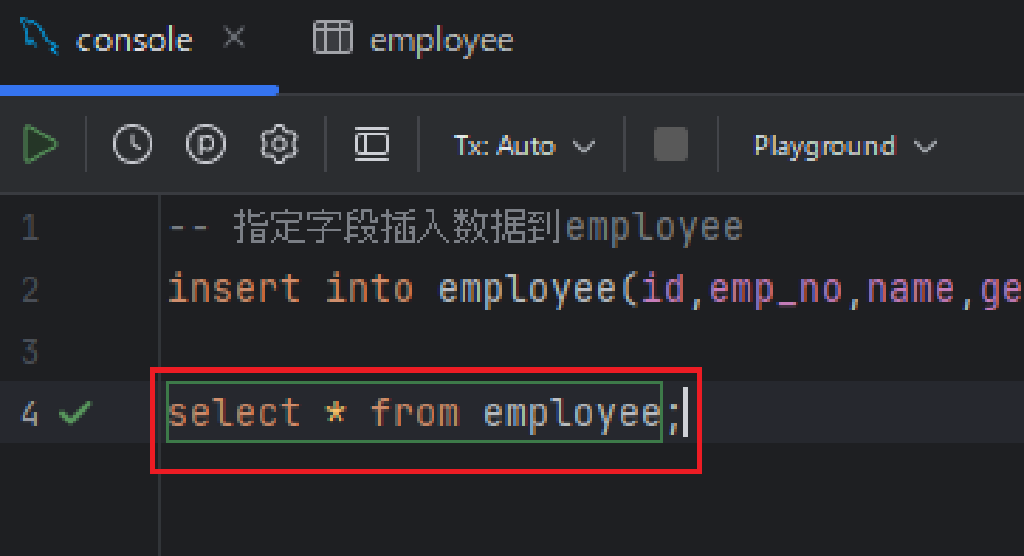 console employee
Tx: Auto Playground
1 -- 指定字段插入数据到employee
2 insert into employee(id,emp_no,name,ge
3
4 select * from employee;